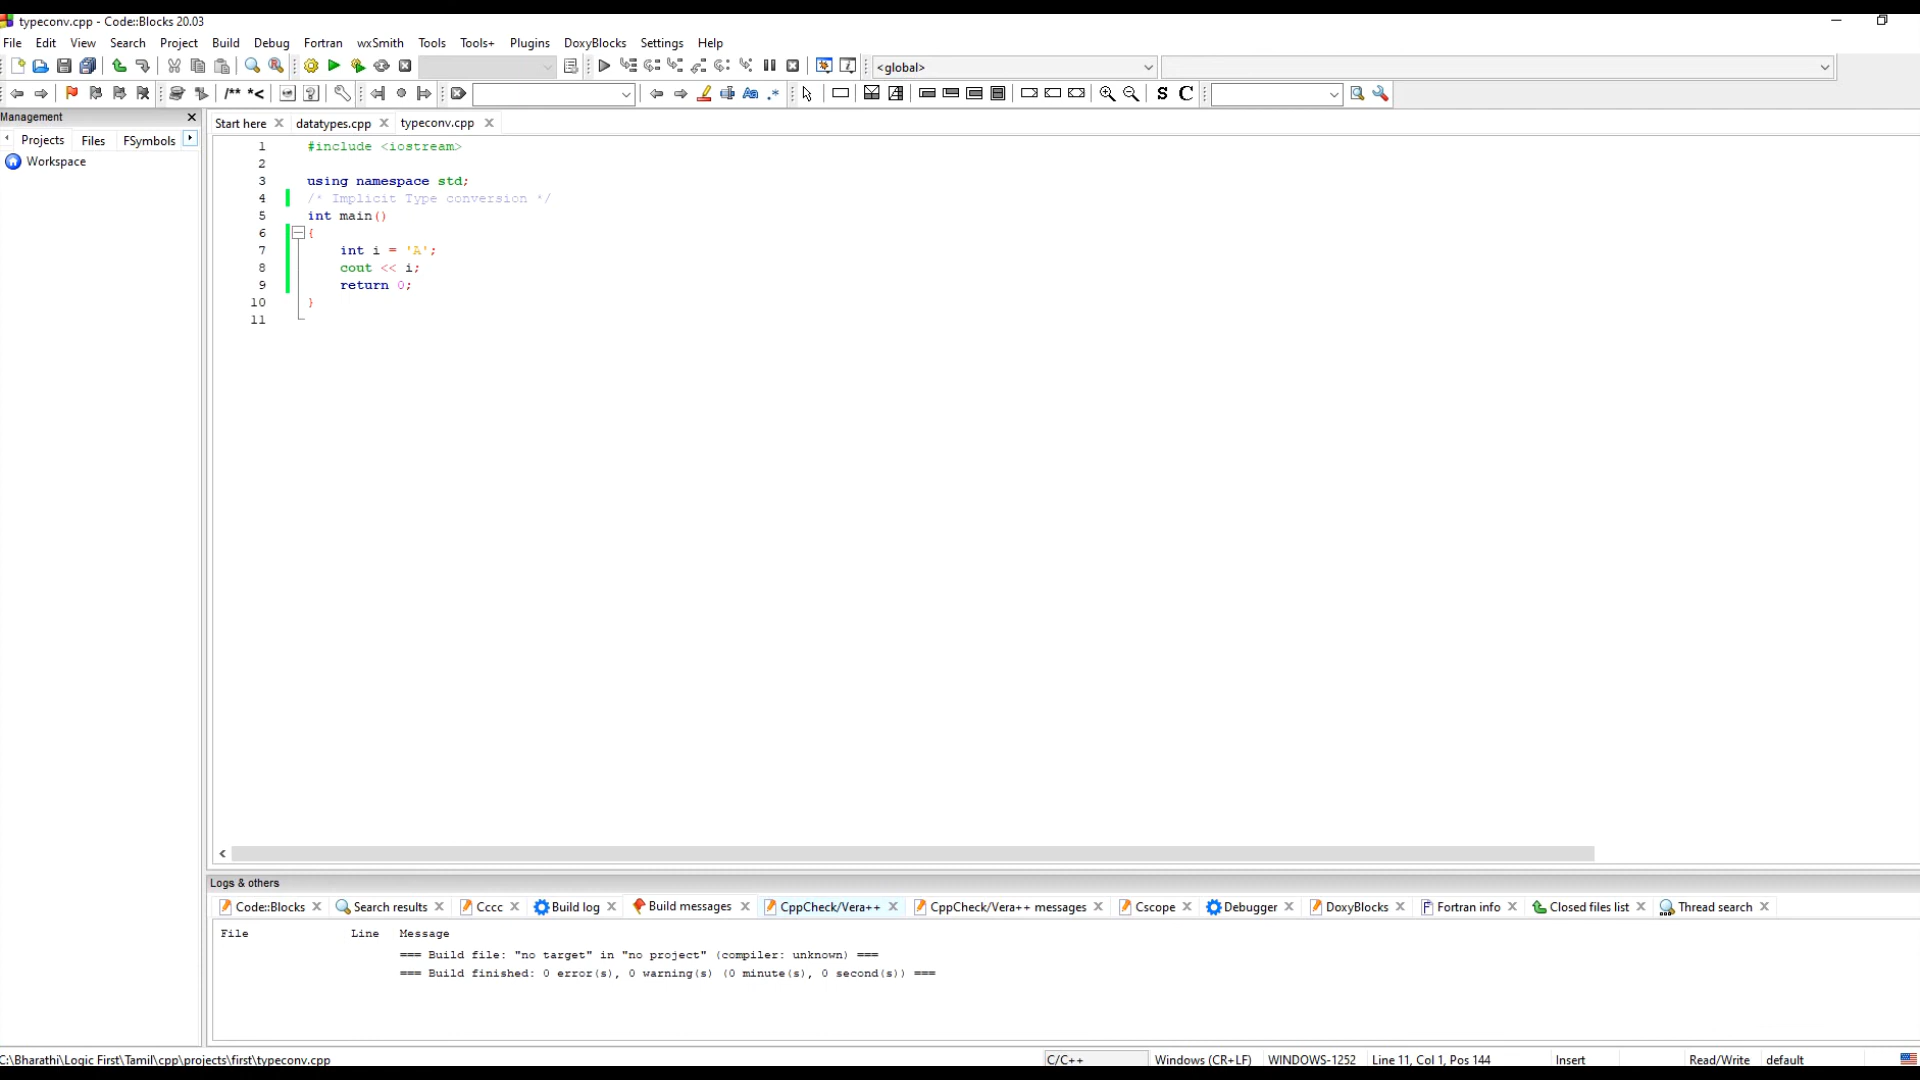 typeconv.cpp - Code::Blocks 20.03
File Edit View Search Project Build Debug Fortran wxSmith Tools Tools+ Plugins DoxyBlocks Settings Help
<global>
/** *<
S C
Management
Start here datatypes.cpp typeconv.cpp
Projects Files FSymbols
Workspace
1 #include <iostream>
2
3 using namespace std;
4 /* Implicit Type conversion */
5 int main()
6 {
7 int i = 'A';
8 cout << i;
9 return 0;
10 }
11
Logs & others
Code::Blocks Search results Cccc Build log Build messages CppCheck/Vera++ CppCheck/Vera++ messages Cscope Debugger DoxyBlocks Fortran info Closed files list Thread search
File Line Message
=== Build file: "no target" in "no project" (compiler: unknown) ===
=== Build finished: 0 error(s), 0 warning(s) (0 minute(s), 0 second(s)) ===
C:\Bharathi\Logic First\Tamil\cpp\projects\first\typeconv.cpp C/C++ Windows (CR+LF) WINDOWS-1252 Line 11, Col 1, Pos 144 Insert Read/Write default